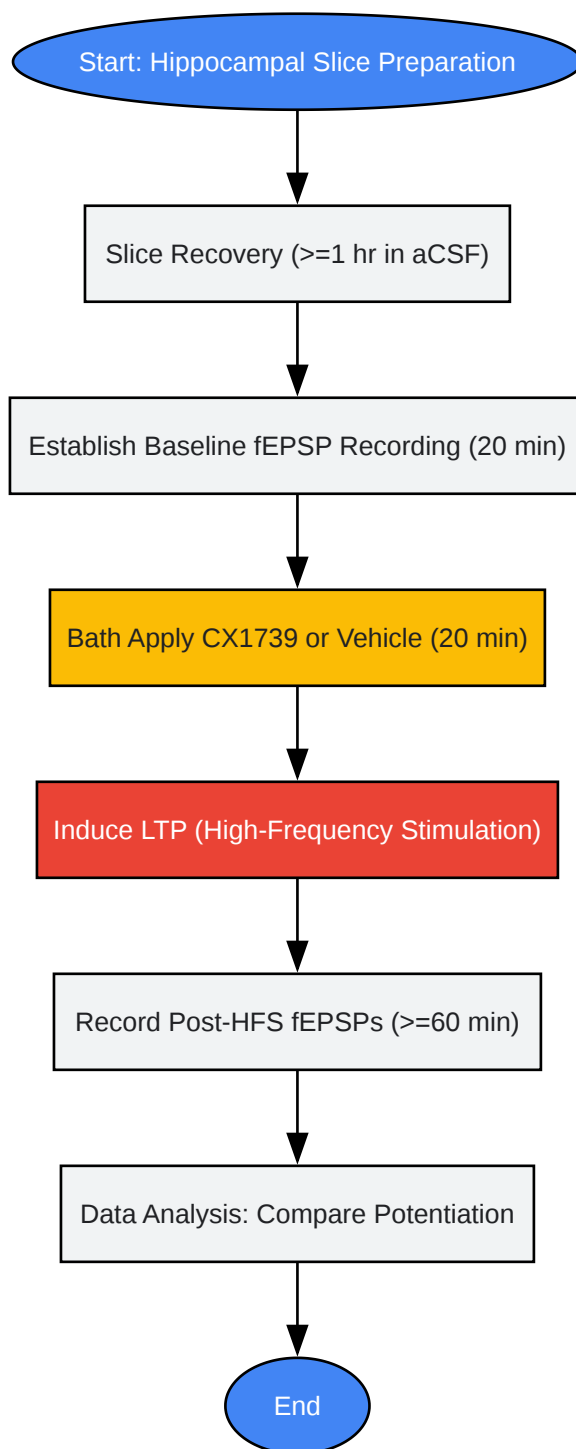 Start: Hippocampal Slice Preparation
Slice Recovery (>=1 hr in aCSF)
Establish Baseline fEPSP Recording (20 min)
Bath Apply CX1739 or Vehicle (20 min)
Induce LTP (High-Frequency Stimulation)
Record Post-HFS fEPSPs (>=60 min)
Data Analysis: Compare Potentiation
End